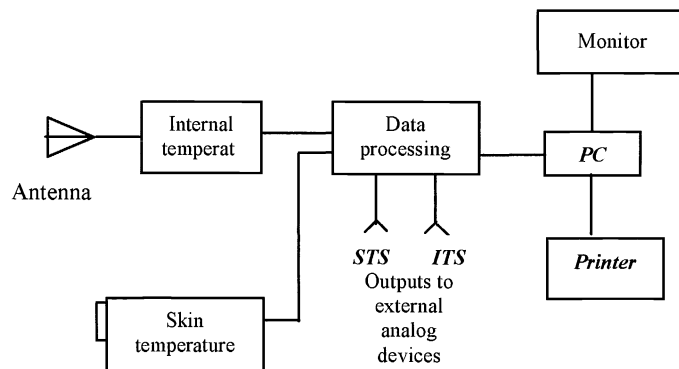 Monitor
Internal
temperat
Data
processing
PC
Antenna
STS ITS
Outputs to
external
analog
devices
Printer
Skin
temperature